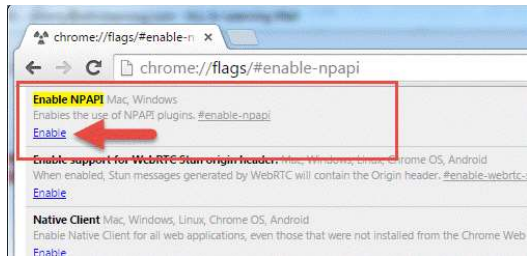 chrome://flags/#enable-n
chrome://flags/#enable-npapi
Enable NPAPI Mac, Windows
Enables the use of NPAPI plugins. #enable-npapi
Enable
Enable support for WebRTC Stun origin header. Mac, Windows, Linux, Chrome OS, Android
When enabled, Stun messages generated by WebRTC will contain the Origin header. #enable-webrtc-s
Enable
Native Client Mac, Windows, Linux, Chrome OS, Android
Enable Native Client for all web applications, even those that were not installed from the Chrome Web
Enable